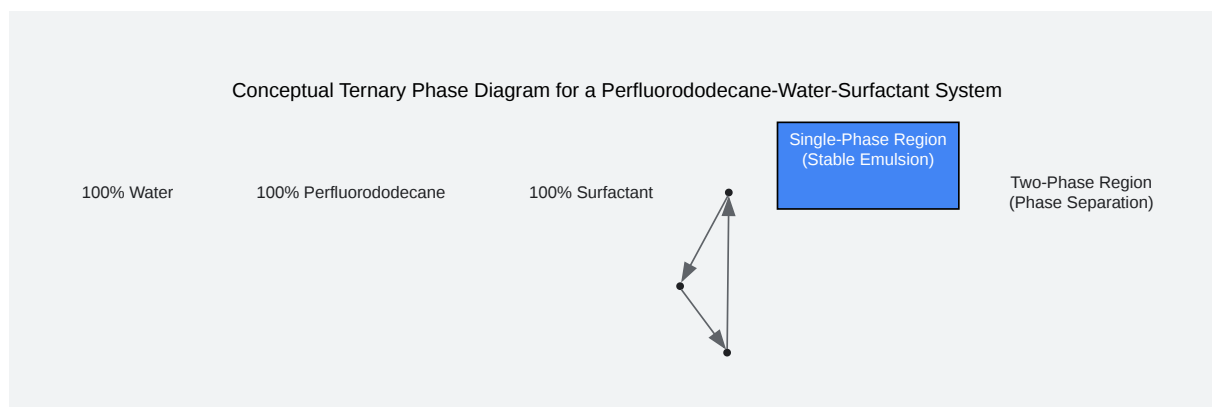 Conceptual Ternary Phase Diagram for a Perfluorododecane-Water-Surfactant System
100% Water
100% Perfluorododecane
100% Surfactant
Single-Phase Region
(Stable Emulsion)
Two-Phase Region
(Phase Separation)